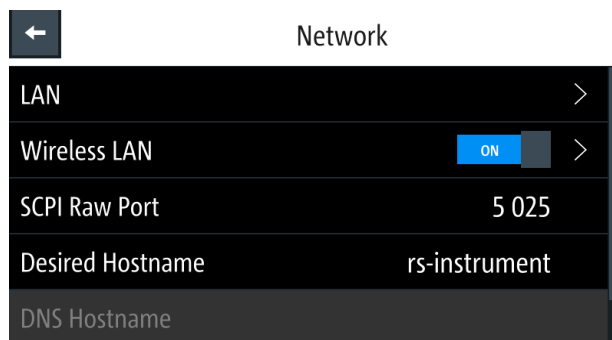 Network
LAN
Wireless LAN ON
SCPI Raw Port 5 025
Desired Hostname rs-instrument
DNS Hostname